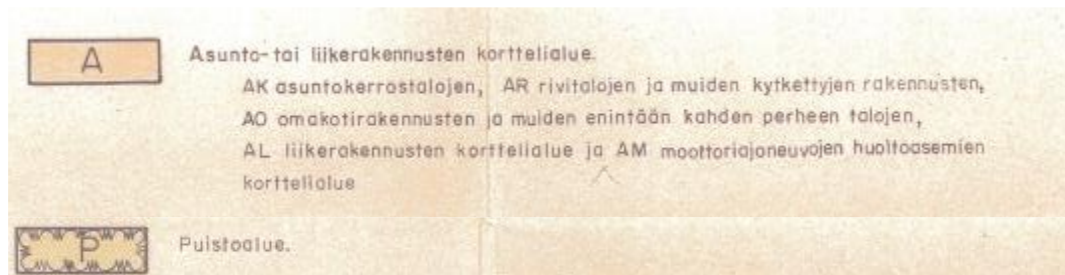 A
Asunto- tai liikerakennusten korttelialue.
AK asuntokerrostalojen, AR rivitalojen ja muiden kytkettyjen rakennusten,
AO omakotirakennusten ja muiden enintään kahden perheen talojen,
AL liikerakennusten korttelialue ja AM moottoriajoneuvojen huoltoasemien
korttelialue
P
Puistoalue.